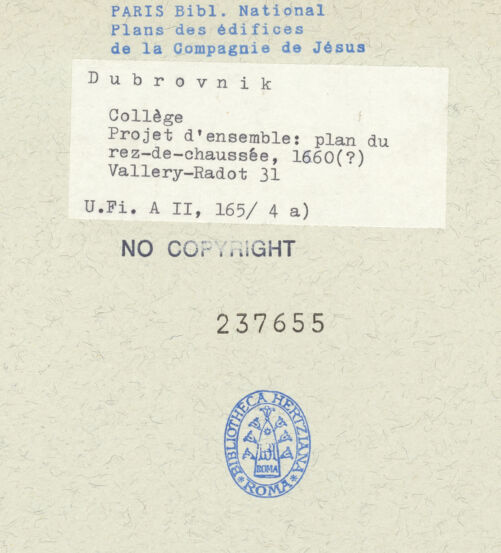 PARIS Bibl. National
Plans des édifices
de la Compagnie de Jésus
Dubrovnik
Collège
Projet d'ensemble: plan du
rez-de-chaussée, 1660(?)
Vallery-Radot 31
U.Fi. A II, 165/ 4 a)
NO COPYRIGHT
237655
BIBLIOTHECA HERTZIANA
ROMA
ROMA